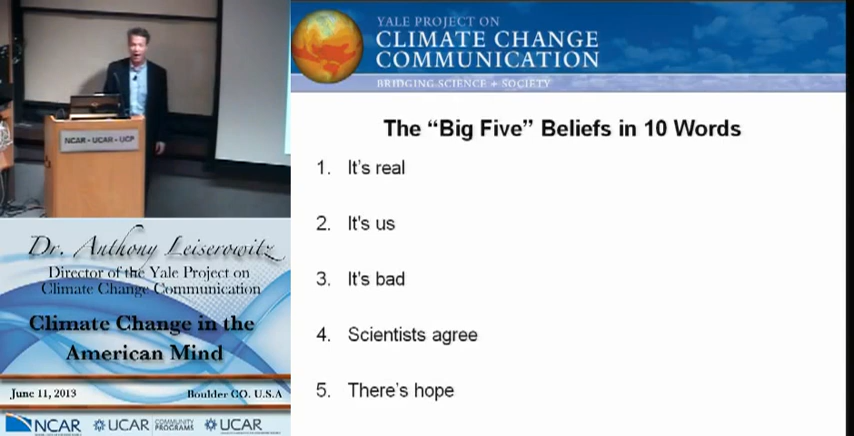 NCAR - UCAR - UCP
Dr. Anthony Leiserowitz
Director of the Yale Project on
Climate Change Communication
Climate Change in the
American Mind
June 11, 2013 Boulder CO. U.S.A
NCAR UCAR COMMUNITY PROGRAMS UCAR
YALE PROJECT ON
CLIMATE CHANGE
COMMUNICATION
BRIDGING SCIENCE + SOCIETY
The “Big Five” Beliefs in 10 Words
1. It’s real
2. It's us
3. It’s bad
4. Scientists agree
5. There’s hope